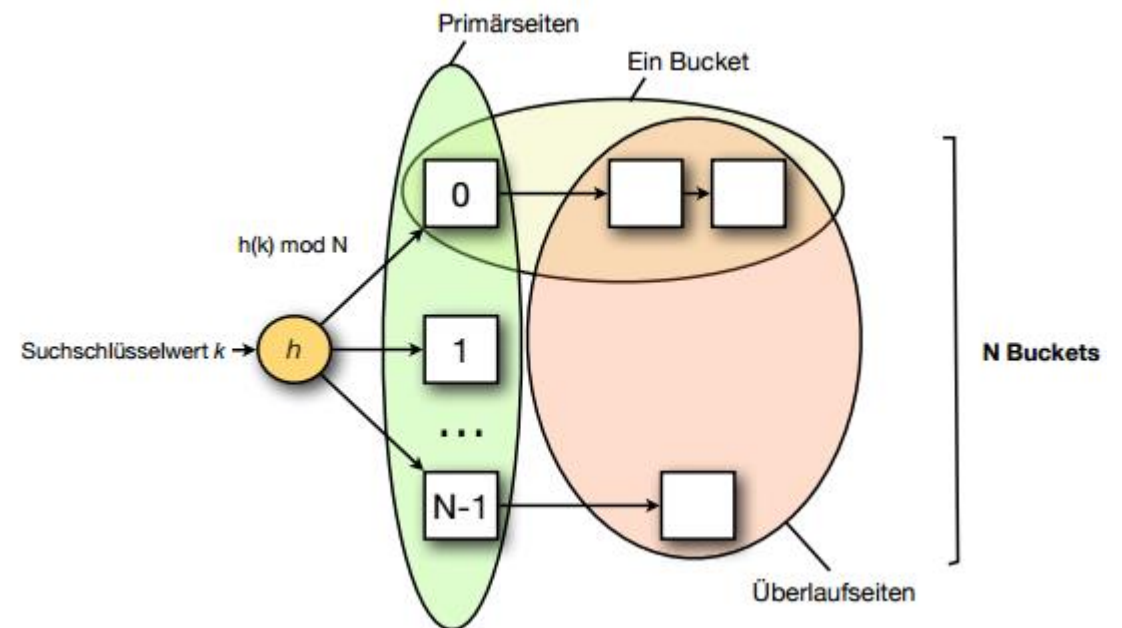 Primärseiten
Ein Bucket
0
h(k) mod N
Suchschlüsselwert k
h
1
N Buckets
...
N-1
Überlaufseiten